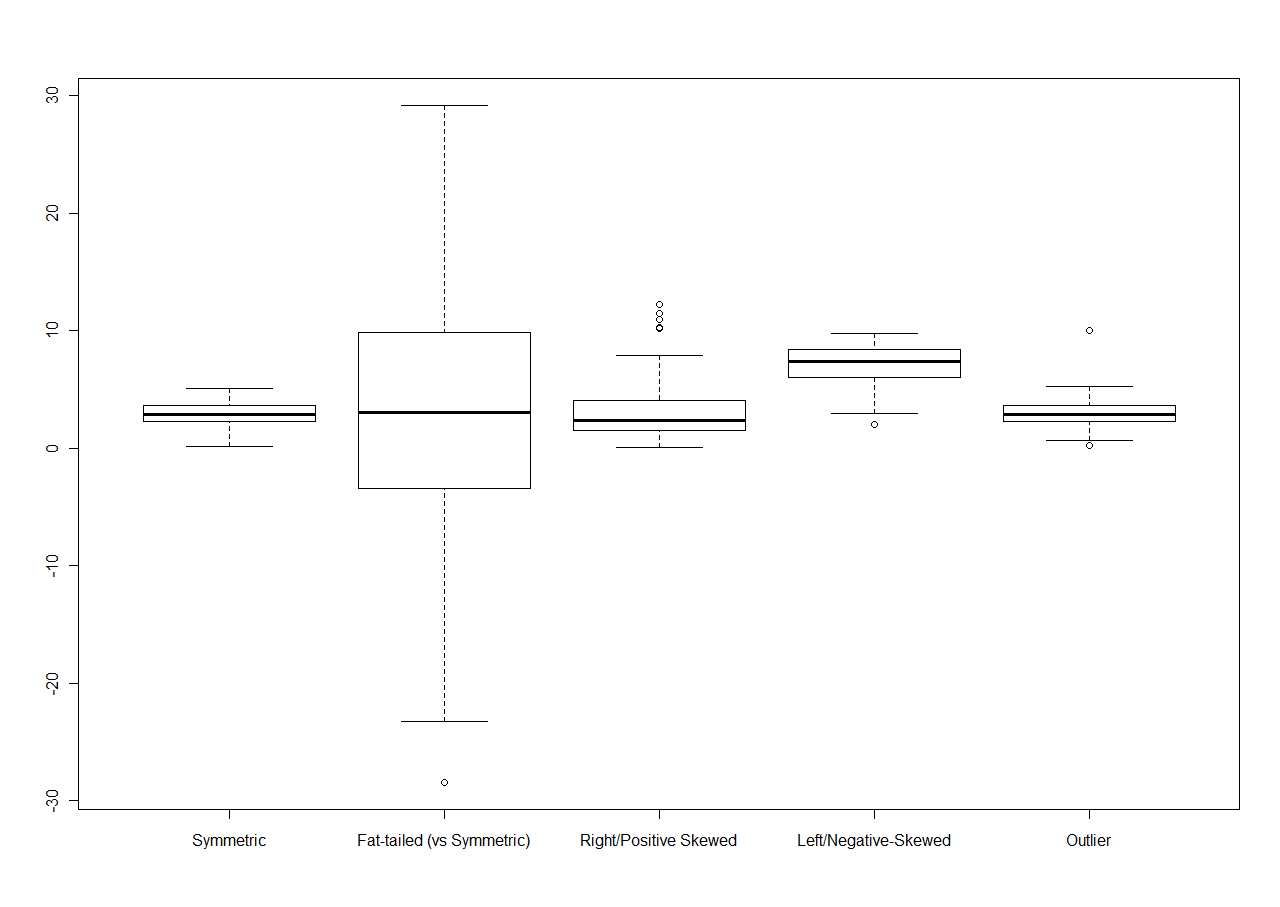 30
20
10
0
-10
-20
-30
Symmetric
Fat-tailed (vs Symmetric)
Right/Positive Skewed
Left/Negative-Skewed
Outlier